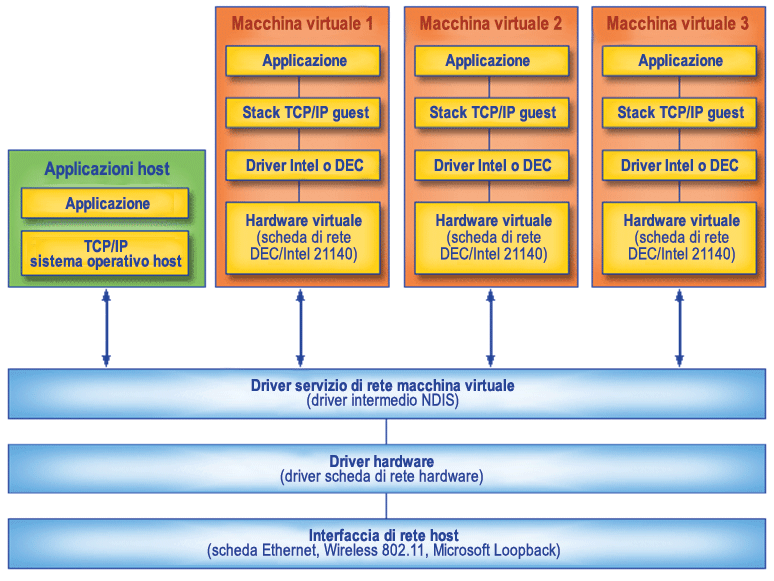 Macchina virtuale 1
Applicazione
Stack TCP/IP guest
Driver Intel o DEC
Hardware virtuale
(scheda di rete
DEC/Intel 21140)
Macchina virtuale 2
Applicazione
Stack TCP/IP guest
Driver Intel o DEC
Hardware virtuale
(scheda di rete
DEC/Intel 21140)
Macchina virtuale 3
Applicazione
Stack TCP/IP guest
Driver Intel o DEC
Hardware virtuale
(scheda di rete
DEC/Intel 21140)
Applicazioni host
Applicazione
TCP/IP
sistema operativo host
Driver servizio di rete macchina virtuale
(driver intermedio NDIS)
Driver hardware
(driver scheda di rete hardware)
Interfaccia di rete host
(scheda Ethernet, Wireless 802.11, Microsoft Loopback)